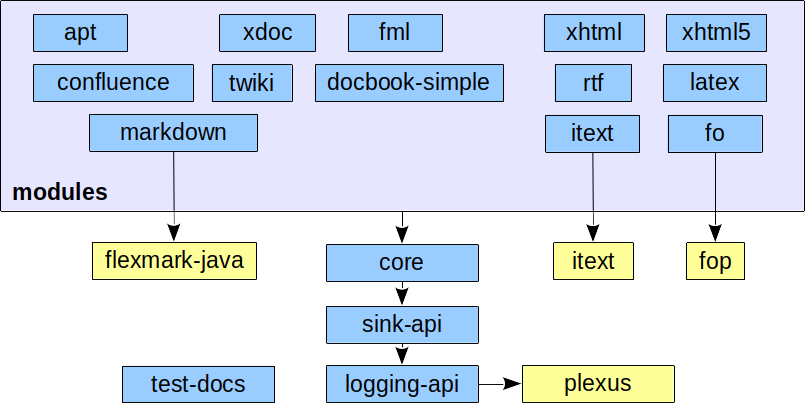 apt
xdoc
fml
xhtml
xhtml5
confluence
twiki
docbook-simple
rtf
latex
markdown
itext
fo
modules
flexmark-java
core
itext
fop
sink-api
test-docs
logging-api
plexus